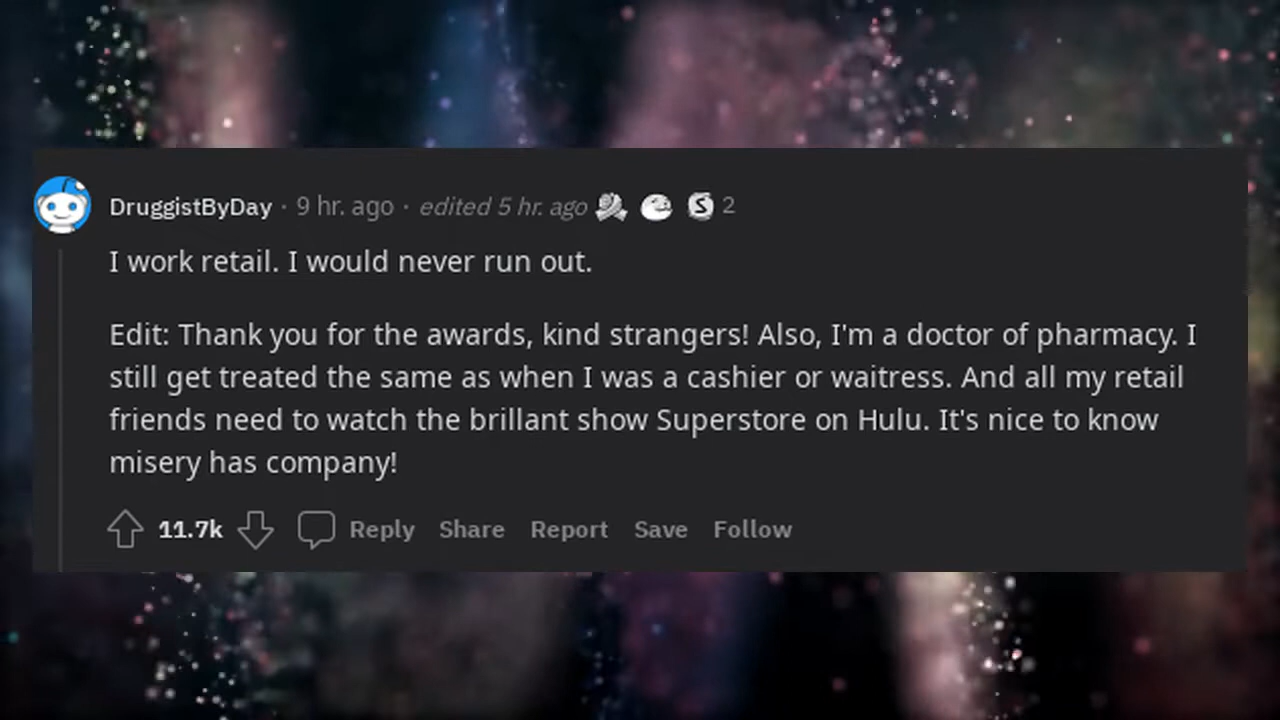 DruggistByDay · 9 hr. ago · edited 5 hr. ago S 2
I work retail. I would never run out.
Edit: Thank you for the awards, kind strangers! Also, I'm a doctor of pharmacy. I
still get treated the same as when I was a cashier or waitress. And all my retail
friends need to watch the brillant show Superstore on Hulu. It's nice to know
misery has company!
11.7k Reply Share Report Save Follow